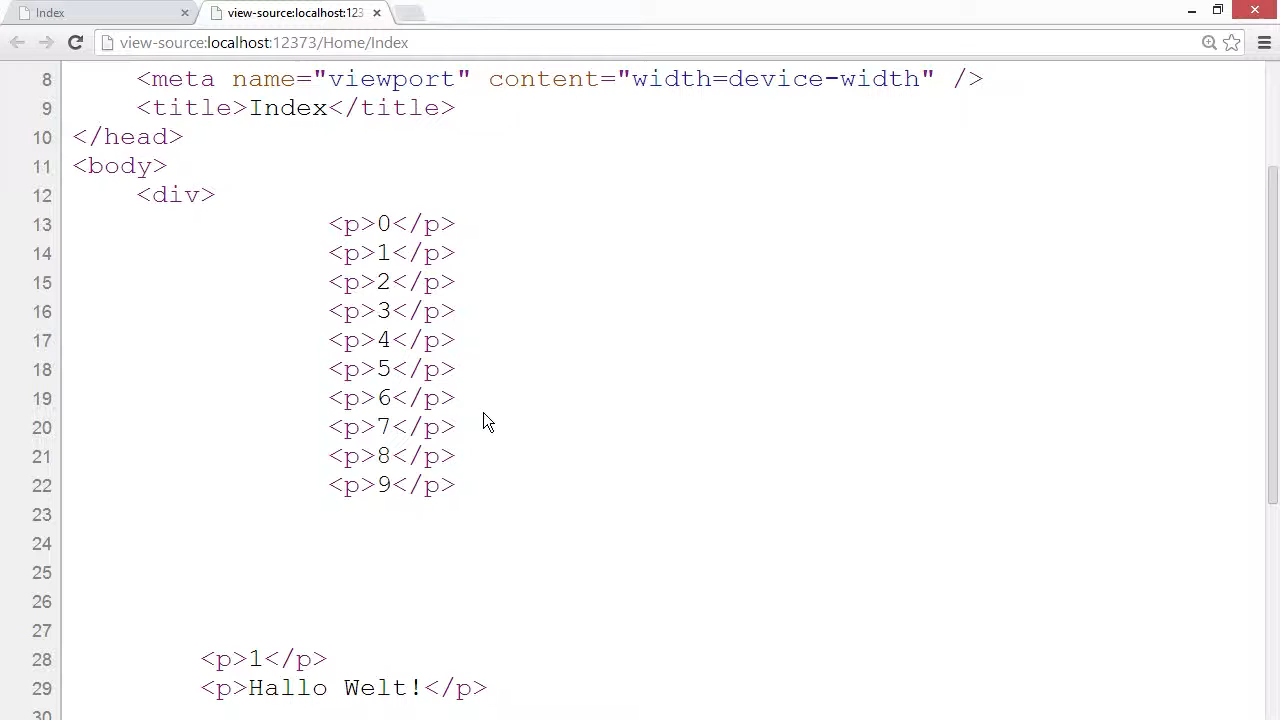 Index
view-source:localhost:123
view-source:localhost:12373/Home/Index
8 <meta name="viewport" content="width=device-width" />
9 <title>Index</title>
10 </head>
11 <body>
12 <div>
13 <p>0</p>
14 <p>1</p>
15 <p>2</p>
16 <p>3</p>
17 <p>4</p>
18 <p>5</p>
19 <p>6</p>
20 <p>7</p>
21 <p>8</p>
22 <p>9</p>
23
24
25
26
27
28 <p>1</p>
29 <p>Hallo Welt!</p>
30